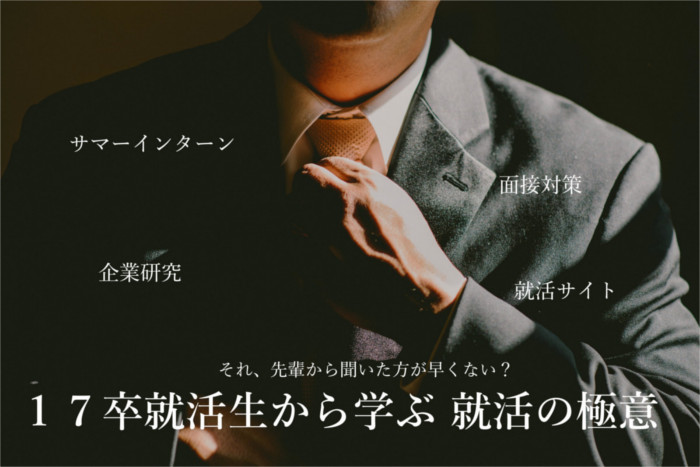 サマーインターン
面接対策
企業研究
就活サイト
それ、先輩から聞いた方が早くない？
１７卒就活生から学ぶ 就活の極意